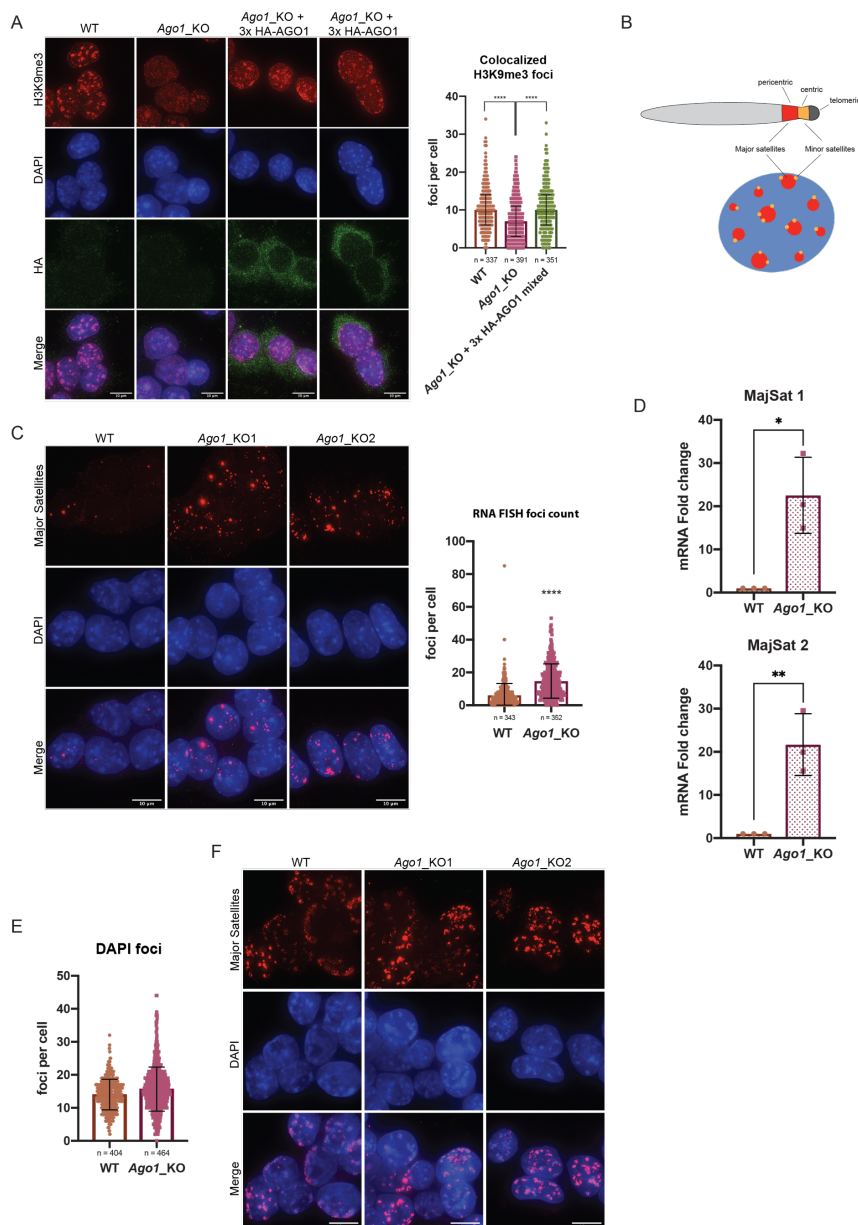 A
WT
Ago1_KO
Ago1_KO +
3x HA-AGO1
Ago1_KO +
3x HA-AGO1
H3K9me3
DAPI
HA
Merge
10 µm
10 µm
10 µm
10 µm
Colocalized
H3K9me3 foci
****
****
foci per cell
40
30
20
10
0
n = 337
n = 391
n = 351
WT
Ago1_KO
Ago1_KO + 3x HA-AGO1 mixed
B
pericentric
centric
telomeric
Major satellites
Minor satellites
C
WT
Ago1_KO1
Ago1_KO2
Major Satellites
DAPI
Merge
10 µm
10 µm
10 µm
RNA FISH foci count
****
foci per cell
100
80
60
40
20
0
n = 343
n = 352
WT
Ago1_KO
D
MajSat 1
*
mRNA Fold change
40
30
20
10
0
WT
Ago1_KO
MajSat 2
**
mRNA Fold change
40
30
20
10
0
WT
Ago1_KO
E
DAPI foci
foci per cell
50
40
30
20
10
0
n = 404
n = 464
WT
Ago1_KO
F
WT
Ago1_KO1
Ago1_KO2
Major Satellites
DAPI
Merge